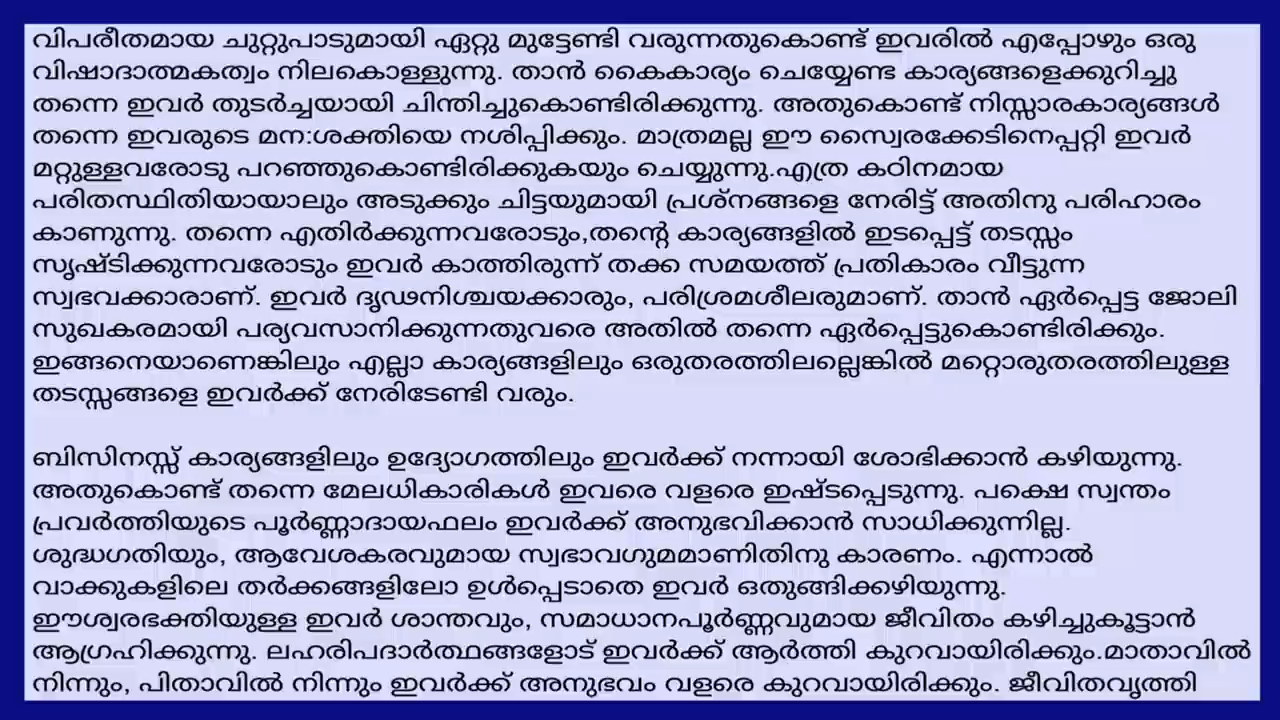 വിപരീതമായ ചുറ്റുപാടുമായി ഏറ്റു മുട്ടേണ്ടി വരുന്നതുകൊണ്ട് ഇവരിൽ എപ്പോഴും ഒരു
വിഷാദാത്മകത്വം നിലകൊള്ളുന്നു. താൻ കൈകാര്യം ചെയ്യേണ്ട കാര്യങ്ങളെക്കുറിച്ചു
തന്നെ ഇവർ തുടർച്ചയായി ചിന്തിച്ചുകൊണ്ടിരിക്കുന്നു. അതുകൊണ്ട് നിസ്സാരകാര്യങ്ങൾ
തന്നെ ഇവരുടെ മന:ശക്തിയെ നശിപ്പിക്കും. മാത്രമല്ല ഈ സ്വൈരക്കേടിനെപ്പറ്റി ഇവർ
മറ്റുള്ളവരോടു പറഞ്ഞുകൊണ്ടിരിക്കുകയും ചെയ്യുന്നു.എത്ര കഠിനമായ
പരിതസ്ഥിതിയായാലും അടുക്കും ചിട്ടയുമായി പ്രശ്നങ്ങളെ നേരിട്ട് അതിനു പരിഹാരം
കാണുന്നു. തന്നെ എതിർക്കുന്നവരോടും,തന്റെ കാര്യങ്ങളിൽ ഇടപ്പെട്ട് തടസ്സം
സൃഷ്ടിക്കുന്നവരോടും ഇവർ കാത്തിരുന്ന് തക്ക സമയത്ത് പ്രതികാരം വീട്ടുന്ന
സ്വഭവക്കാരാണ്. ഇവർ ദൃഢനിശ്ചയക്കാരും, പരിശ്രമശീലരുമാണ്. താൻ ഏർപ്പെട്ട ജോലി
സുഖകരമായി പര്യവസാനിക്കുന്നതുവരെ അതിൽ തന്നെ ഏർപ്പെട്ടുകൊണ്ടിരിക്കും.
ഇങ്ങനെയാണെങ്കിലും എല്ലാ കാര്യങ്ങളിലും ഒരുതരത്തിലല്ലെങ്കിൽ മറ്റൊരുതരത്തിലുള്ള
തടസ്സങ്ങളെ ഇവർക്ക് നേരിടേണ്ടി വരും.
ബിസിനസ്സ് കാര്യങ്ങളിലും ഉദ്യോഗത്തിലും ഇവർക്ക് നന്നായി ശോഭിക്കാൻ കഴിയുന്നു.
അതുകൊണ്ട് തന്നെ മേലധികാരികൾ ഇവരെ വളരെ ഇഷ്ടപ്പെടുന്നു. പക്ഷെ സ്വന്തം
പ്രവർത്തിയുടെ പൂർണ്ണാദായഫലം ഇവർക്ക് അനുഭവിക്കാൻ സാധിക്കുന്നില്ല.
ശുദ്ധഗതിയും, ആവേശകരവുമായ സ്വഭാവഗുമമാണിതിനു കാരണം. എന്നാൽ
വാക്കുകളിലെ തർക്കങ്ങളിലോ ഉൾപ്പെടാതെ ഇവർ ഒതുങ്ങിക്കഴിയുന്നു.
ഈശ്വരഭക്തിയുള്ള ഇവർ ശാന്തവും, സമാധാനപൂർണ്ണവുമായ ജീവിതം കഴിച്ചുകൂട്ടാൻ
ആഗ്രഹിക്കുന്നു. ലഹരിപദാർത്ഥങ്ങളോട് ഇവർക്ക് ആർത്തി കുറവായിരിക്കും.മാതാവിൽ
നിന്നും, പിതാവിൽ നിന്നും ഇവർക്ക് അനുഭവം വളരെ കുറവായിരിക്കും. ജീവിതവൃത്തി